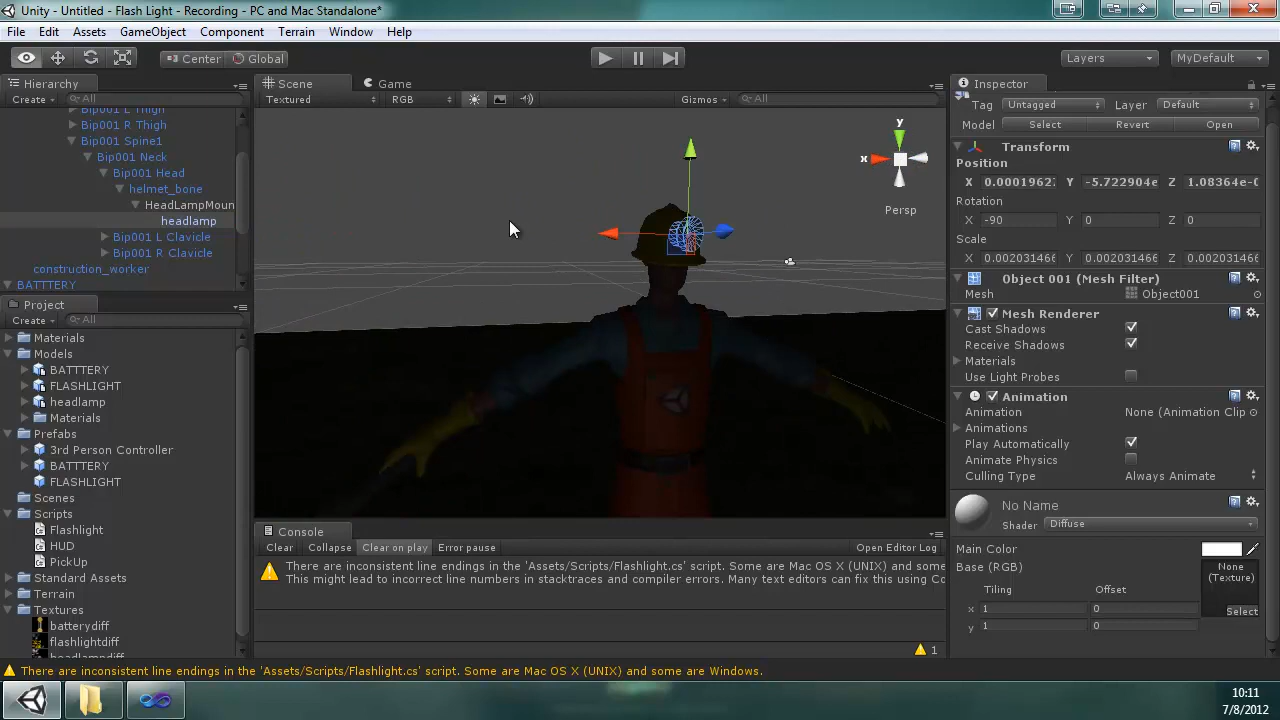 Unity - Untitled - Flash Light - Recording - PC and Mac Standalone*
File Edit Assets GameObject Component Terrain Window Help
Center Global Layers MyDefault
Hierarchy
Create All
Bip001 L Thigh
Bip001 R Thigh
Bip001 Spine1
Bip001 Neck
Bip001 Head
helmet_bone
HeadLampMoun
headlamp
Bip001 L Clavicle
Bip001 R Clavicle
construction_worker
BATTTERY
Project
Create All
Materials
Models
BATTTERY
FLASHLIGHT
headlamp
Materials
Prefabs
3rd Person Controller
BATTTERY
FLASHLIGHT
Scenes
Scripts
Flashlight
HUD
PickUp
Standard Assets
Terrain
Textures
batterydiff
flashlightdiff
headlampdiff
Scene Game
Textured RGB Gizmos All
y
x
Persp
Console
Clear Collapse Clear on play Error pause Open Editor Log
There are inconsistent line endings in the 'Assets/Scripts/Flashlight.cs' script. Some are Mac OS X (UNIX) and some
This might lead to incorrect line numbers in stacktraces and compiler errors. Many text editors can fix this using Co
1
Inspector
Tag Untagged Layer Default
Model Select Revert Open
Transform
Position
X 0.0001962 Y -5.722904e Z 1.08364e-0
Rotation
X -90 Y 0 Z 0
Scale
X 0.002031466 Y 0.002031466 Z 0.002031466
Object 001 (Mesh Filter)
Mesh Object001
Mesh Renderer
Cast Shadows
Receive Shadows
Materials
Use Light Probes
Animation
Animation None (Animation Clip
Animations
Play Automatically
Animate Physics
Culling Type Always Animate
No Name
Shader Diffuse
Main Color
Base (RGB)
None
(Texture)
Tiling Offset
x 1 0
y 1 0
Select
There are inconsistent line endings in the 'Assets/Scripts/Flashlight.cs' script. Some are Mac OS X (UNIX) and some are Windows.
10:11
7/8/2012